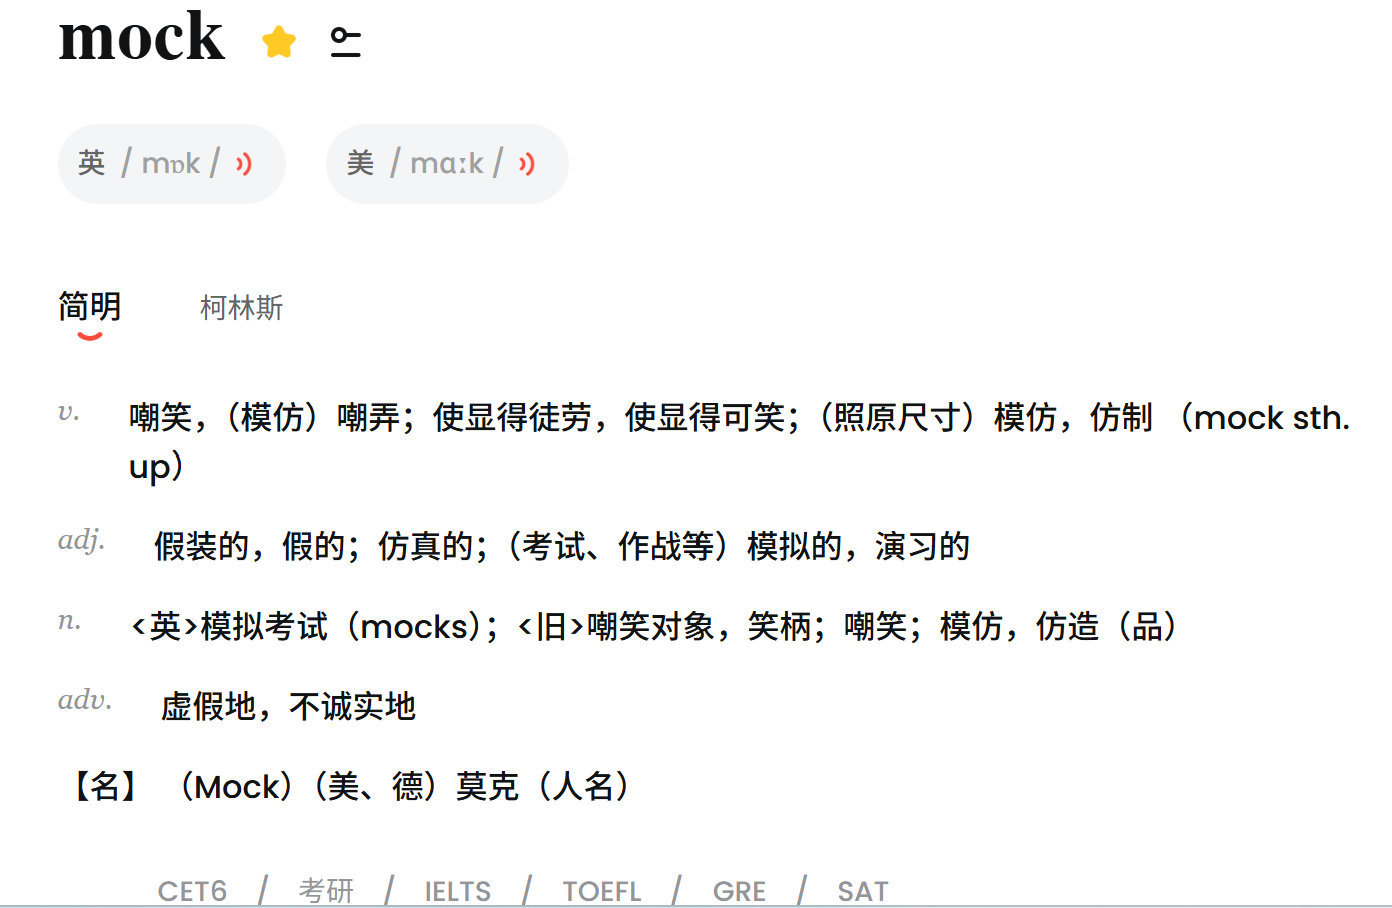 mock
英 / mɒk /
美 / mɑːk /
简明 柯林斯
v. 嘲笑，（模仿）嘲弄；使显得徒劳，使显得可笑；（照原尺寸）模仿，仿制 （mock sth.
up）
adj. 假装的，假的；仿真的；（考试、作战等）模拟的，演习的
n. <英>模拟考试（mocks）；<旧>嘲笑对象，笑柄；嘲笑；模仿，仿造（品）
adv. 虚假地，不诚实地
【名】 （Mock）（美、德）莫克（人名）
CET6 / 考研 / IELTS / TOEFL / GRE / SAT